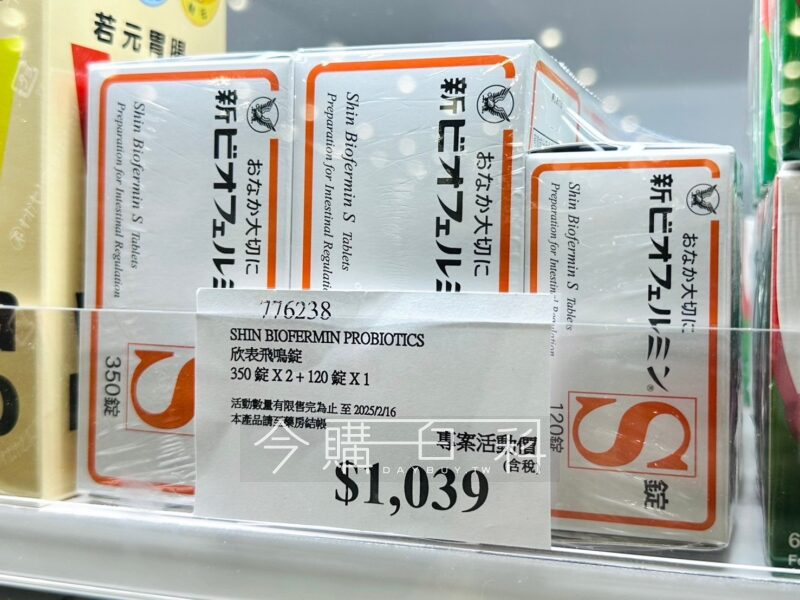 若元胃腸
新ビオフェルミ
おなか大切に
Shin Biofermin S Tablets
Preparation for Intestinal Regulation
350錠
新ビオフェルミ
おなか大切に
Shin Biofermin S Tablets
Preparation for Intestinal Regulation
新ビオフェルミン®
おなか大切に
Shin Biofermin S Tablets
Preparation for Intestinal Regulation
120錠
S
錠
776238
SHIN BIOFERMIN PROBIOTICS
欣表飛鳴錠
350 錠 X 2 + 120 錠 X 1
活動數量有限售完為止 至 2025/2/16
本產品請至藥房結帳
今購百科
TODAYBUY.TW
專案活動價
(含稅)
$1,039